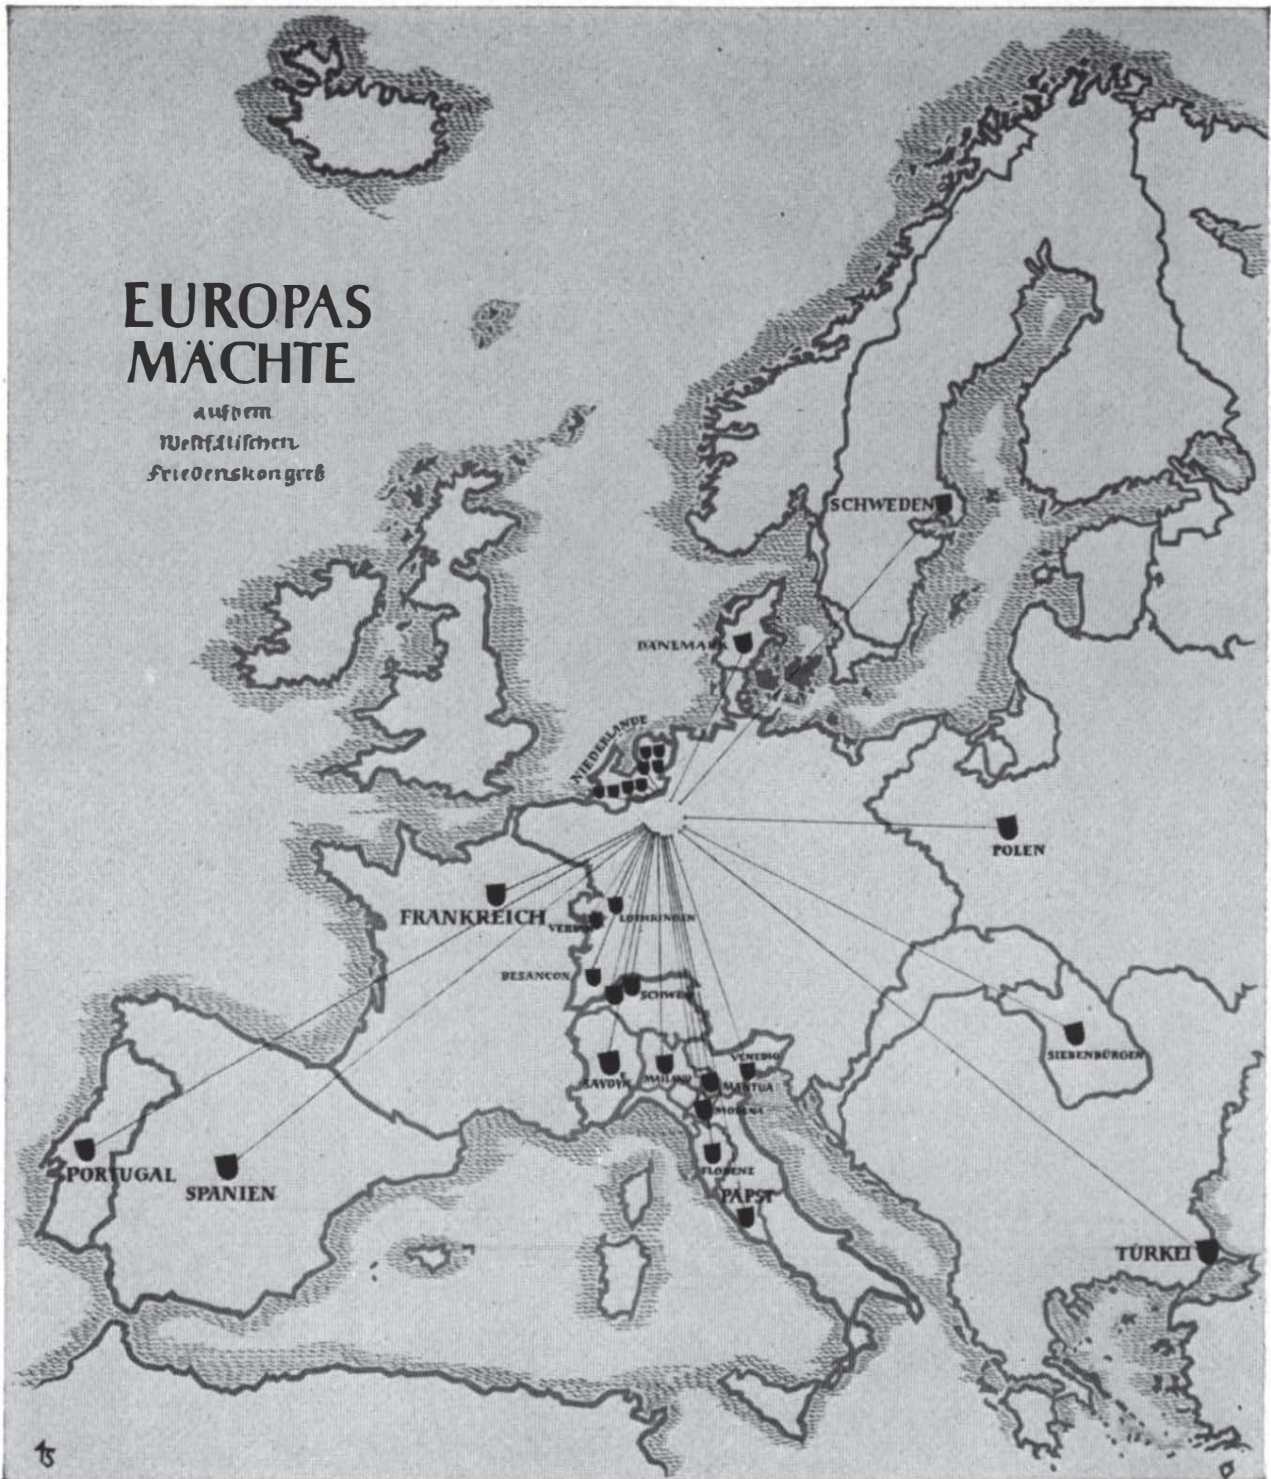 EUROPAS
MÄCHTE
auf dem
Westfälischen
Friedenskongreß
SCHWEDEN
DÄNEMARK
NIEDERLANDE
POLEN
FRANKREICH
LOTHRINGEN
VERDUN
BESANCON
SCHWEIZ
SIEBENBÜRGEN
SAVOYE
MAILAND
VENEDIG
MANTUA
MODENA
FLORENZ
PORTUGAL
SPANIEN
PAPST
TÜRKEI